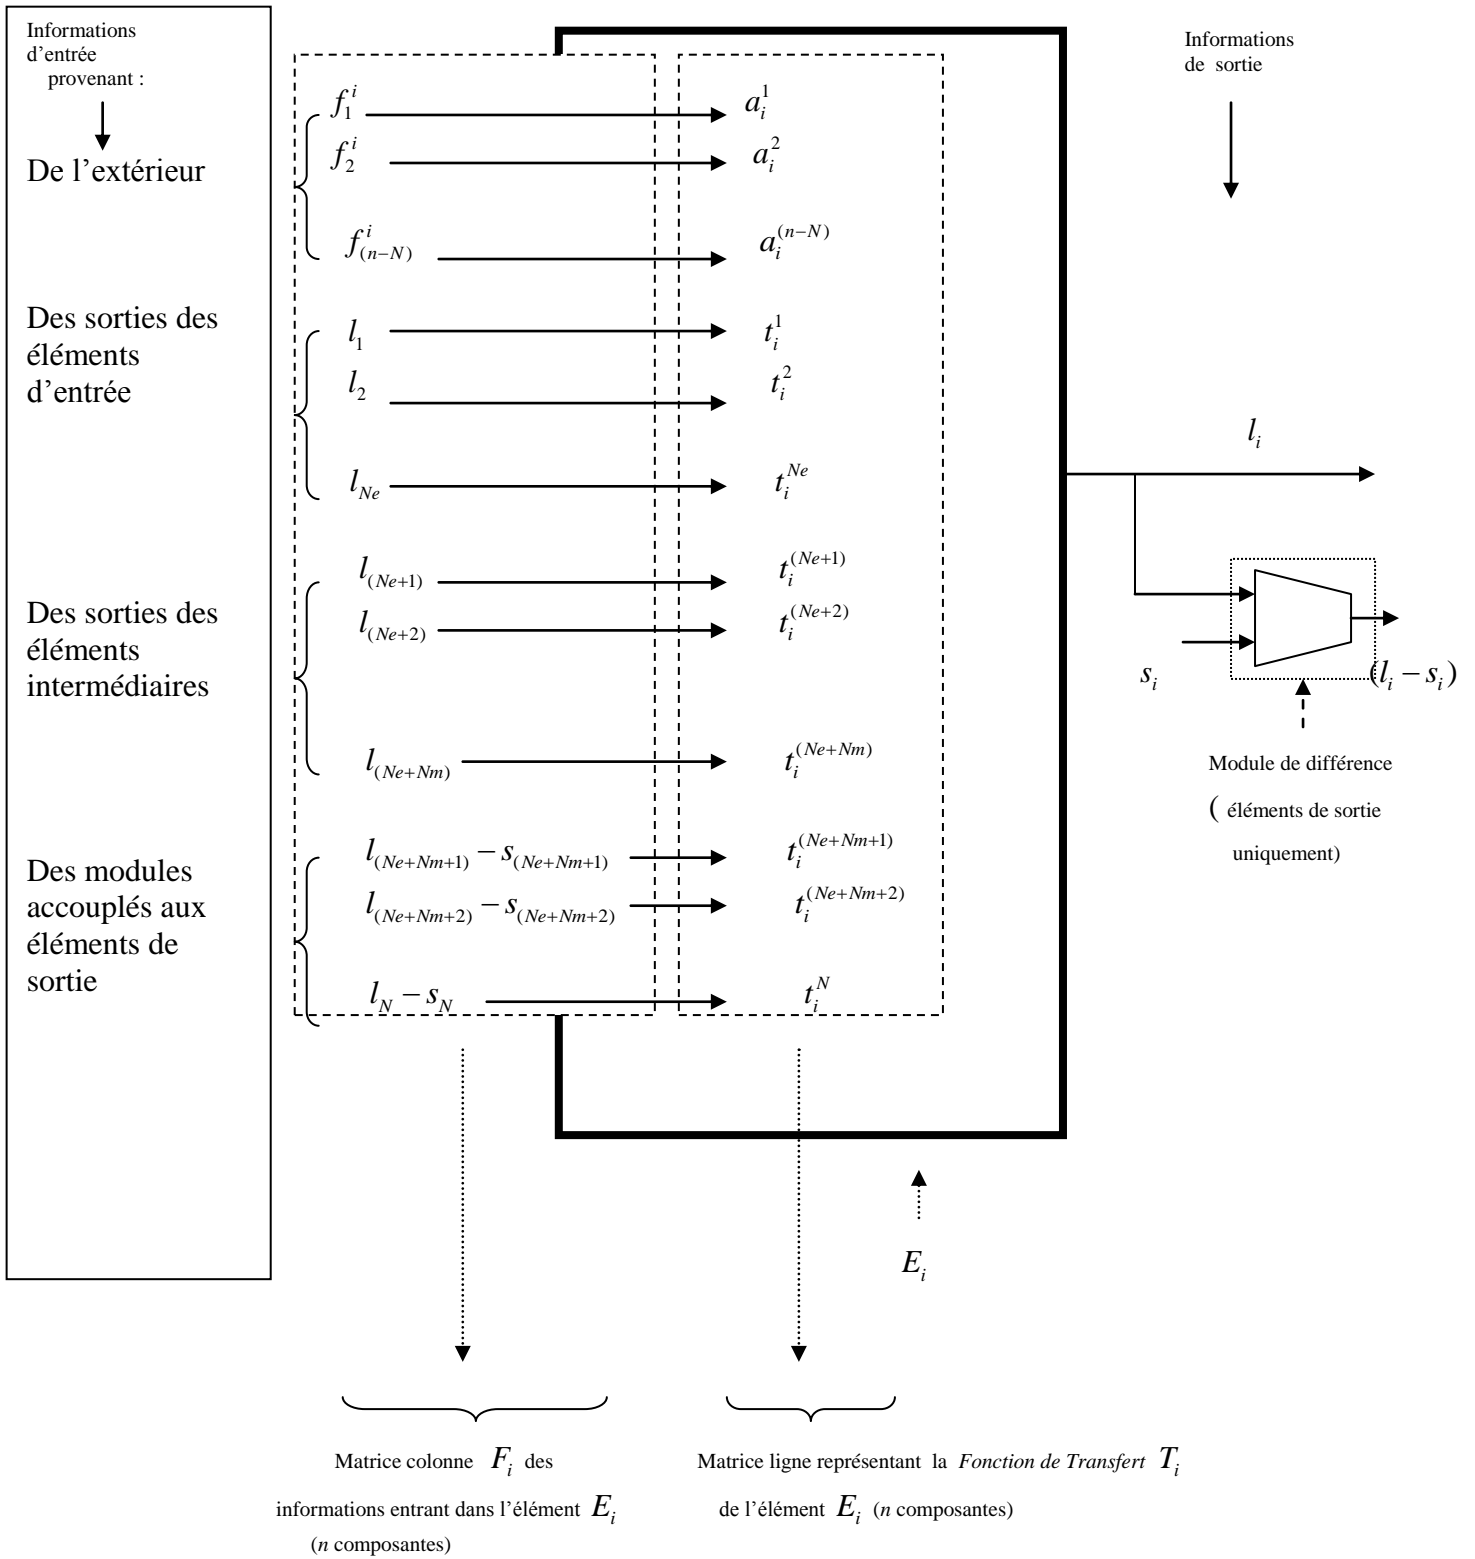 Informations
d’entrée
provenant :
De l’extérieur
Des sorties des
éléments
d’entrée
Des sorties des
éléments
intermédiaires
Des modules
accouplés aux
éléments de
sortie
f_1^i
a_i^1
f_2^i
a_i^2
f_{(n−N)}^i
a_i^{(n−N)}
l_1
t_i^1
l_2
t_i^2
l_{Ne}
t_i^{Ne}
l_{(Ne+1)}
t_i^{(Ne+1)}
l_{(Ne+2)}
t_i^{(Ne+2)}
l_{(Ne+Nm)}
t_i^{(Ne+Nm)}
l_{(Ne+Nm+1)} − s_{(Ne+Nm+1)}
t_i^{(Ne+Nm+1)}
l_{(Ne+Nm+2)} − s_{(Ne+Nm+2)}
t_i^{(Ne+Nm+2)}
l_N − s_N
t_i^N
Informations
de sortie
l_i
s_i
(l_i − s_i)
Module de différence
( éléments de sortie
uniquement)
E_i
Matrice colonne F_i des
informations entrant dans l’élément E_i
(n composantes)
Matrice ligne représentant la Fonction de Transfert T_i
de l’élément E_i (n composantes)